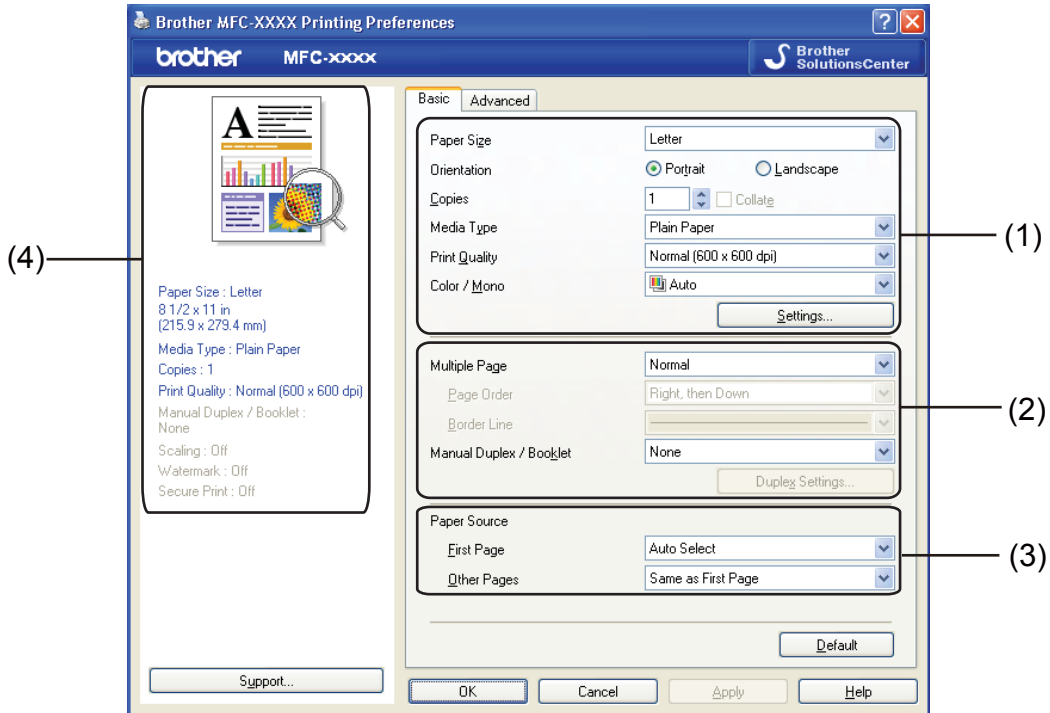 Brother MFC-XXXX Printing Preferences
brother MFC-xxxx
Brother
SolutionsCenter
A
Paper Size : Letter
8 1/2 x 11 in
(215.9 x 279.4 mm)
Media Type : Plain Paper
Copies : 1
Print Quality : Normal (600 x 600 dpi)
Manual Duplex / Booklet :
None
Scaling : Off
Watermark : Off
Secure Print : Off
(4)
Support...
Basic Advanced
Paper Size Letter
Orientation Portrait Landscape
Copies 1 Collate
Media Type Plain Paper
Print Quality Normal (600 x 600 dpi)
Color / Mono Auto
Settings...
(1)
Multiple Page Normal
Page Order Right, then Down
Border Line
Manual Duplex / Booklet None
Duplex Settings...
(2)
Paper Source
First Page Auto Select
Other Pages Same as First Page
(3)
Default
OK Cancel Apply Help